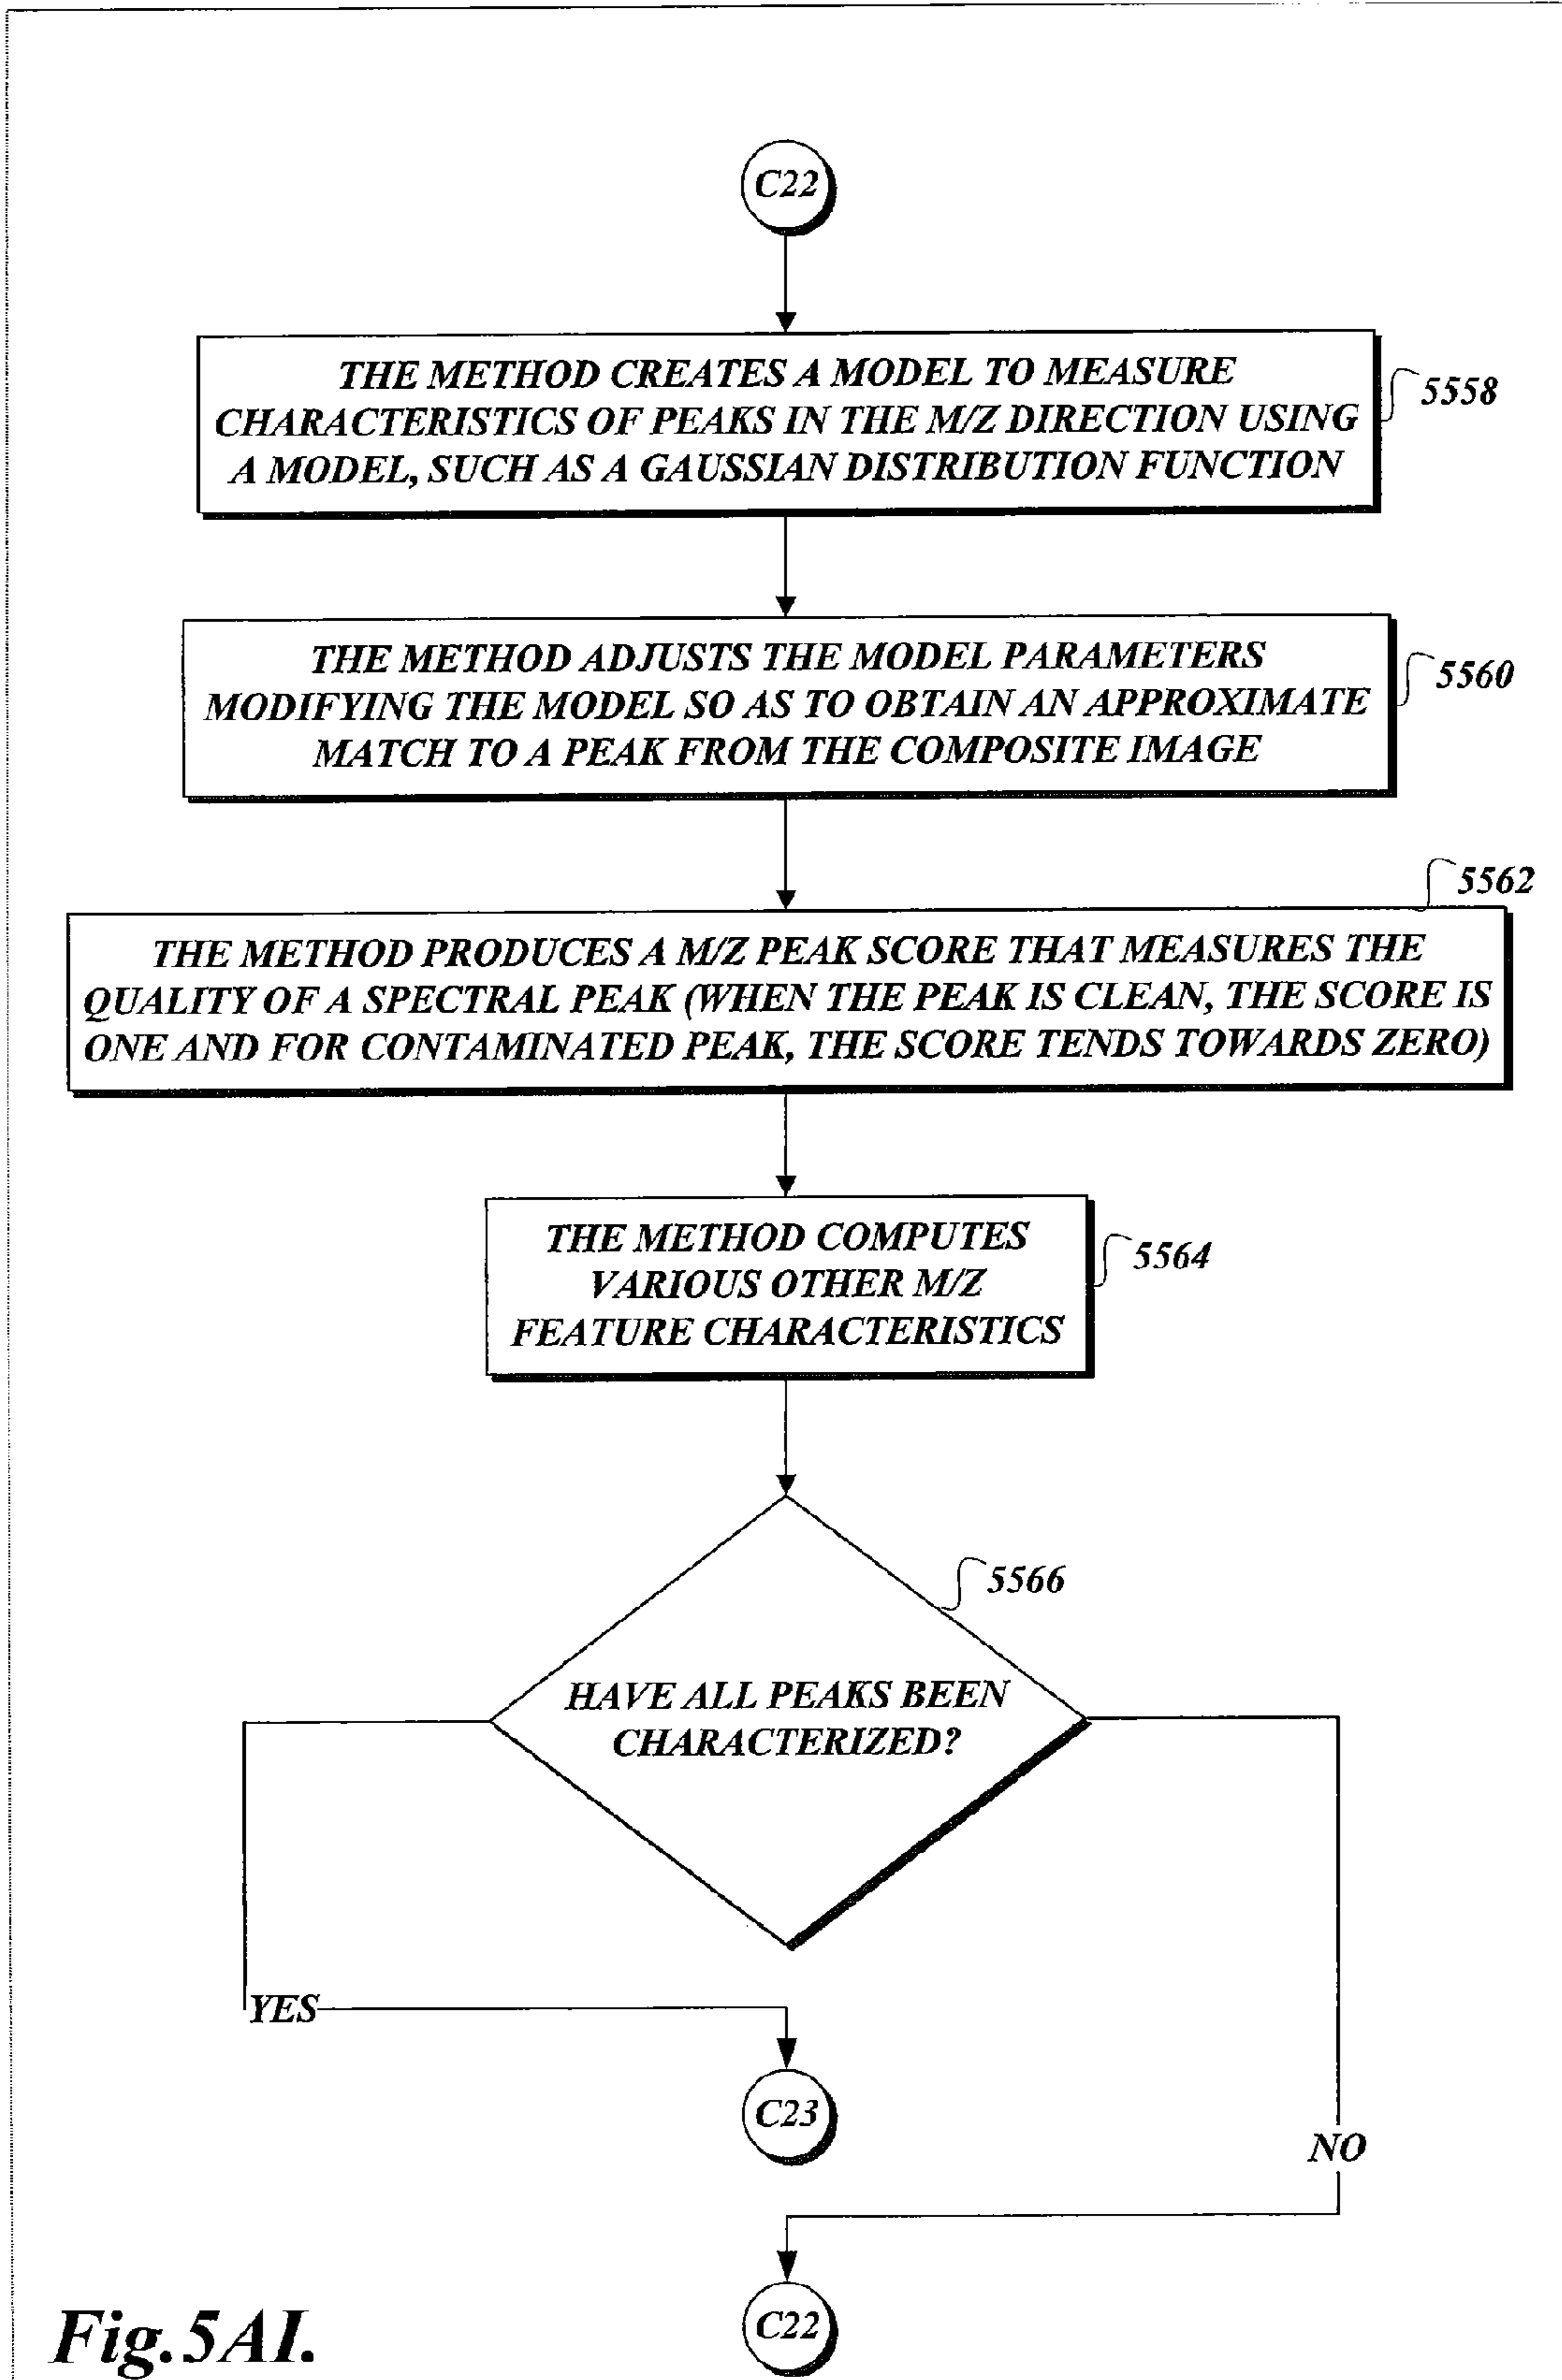 C22
THE METHOD CREATES A MODEL TO MEASURE
CHARACTERISTICS OF PEAKS IN THE M/Z DIRECTION USING
A MODEL, SUCH AS A GAUSSIAN DISTRIBUTION FUNCTION
5558
THE METHOD ADJUSTS THE MODEL PARAMETERS
MODIFYING THE MODEL SO AS TO OBTAIN AN APPROXIMATE
MATCH TO A PEAK FROM THE COMPOSITE IMAGE
5560
5562
THE METHOD PRODUCES A M/Z PEAK SCORE THAT MEASURES THE
QUALITY OF A SPECTRAL PEAK (WHEN THE PEAK IS CLEAN, THE SCORE IS
ONE AND FOR CONTAMINATED PEAK, THE SCORE TENDS TOWARDS ZERO)
THE METHOD COMPUTES
VARIOUS OTHER M/Z
FEATURE CHARACTERISTICS
5564
5566
HAVE ALL PEAKS BEEN
CHARACTERIZED?
YES
C23
NO
C22
Fig.5AI.